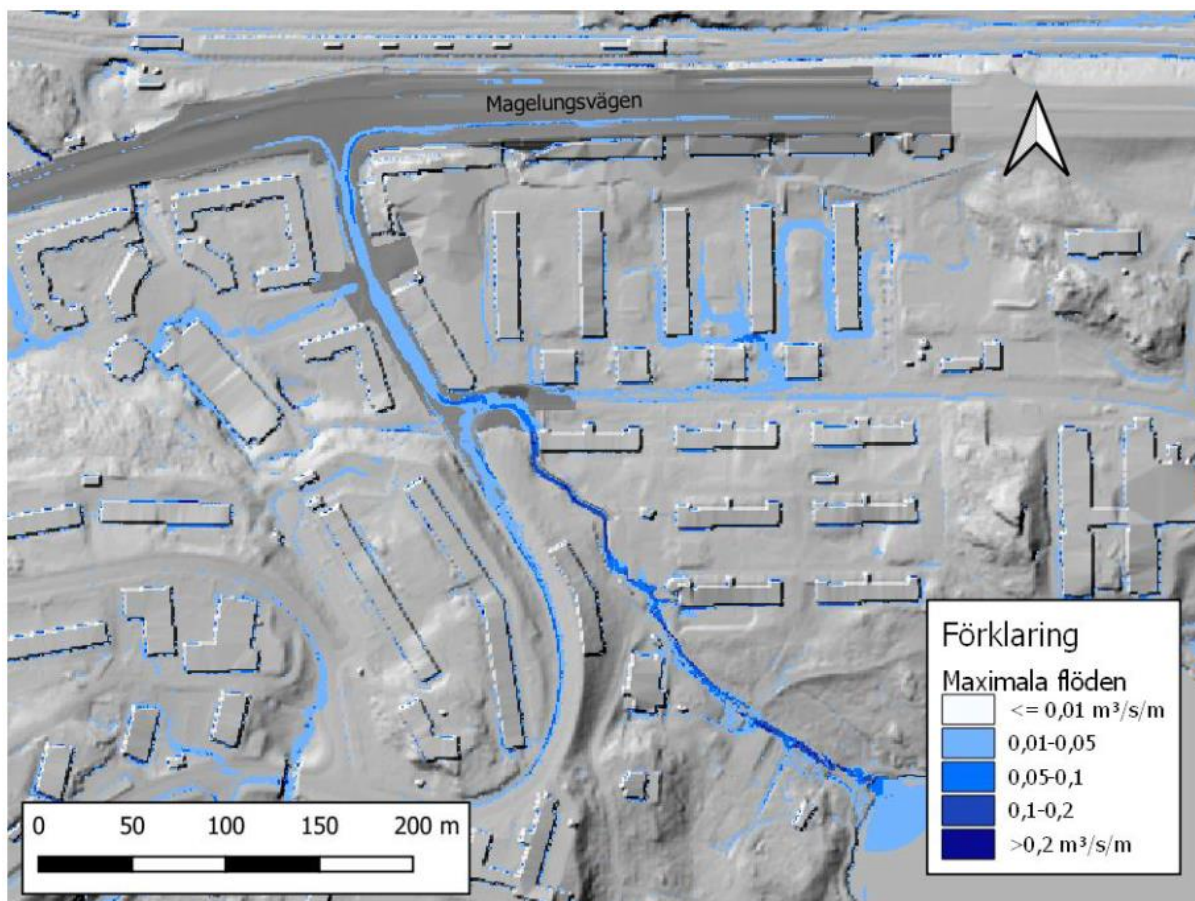 Magelungsvägen
Förklaring
Maximala flöden
<= 0,01 m³/s/m
0,01-0,05
0,05-0,1
0,1-0,2
>0,2 m³/s/m
0 50 100 150 200 m